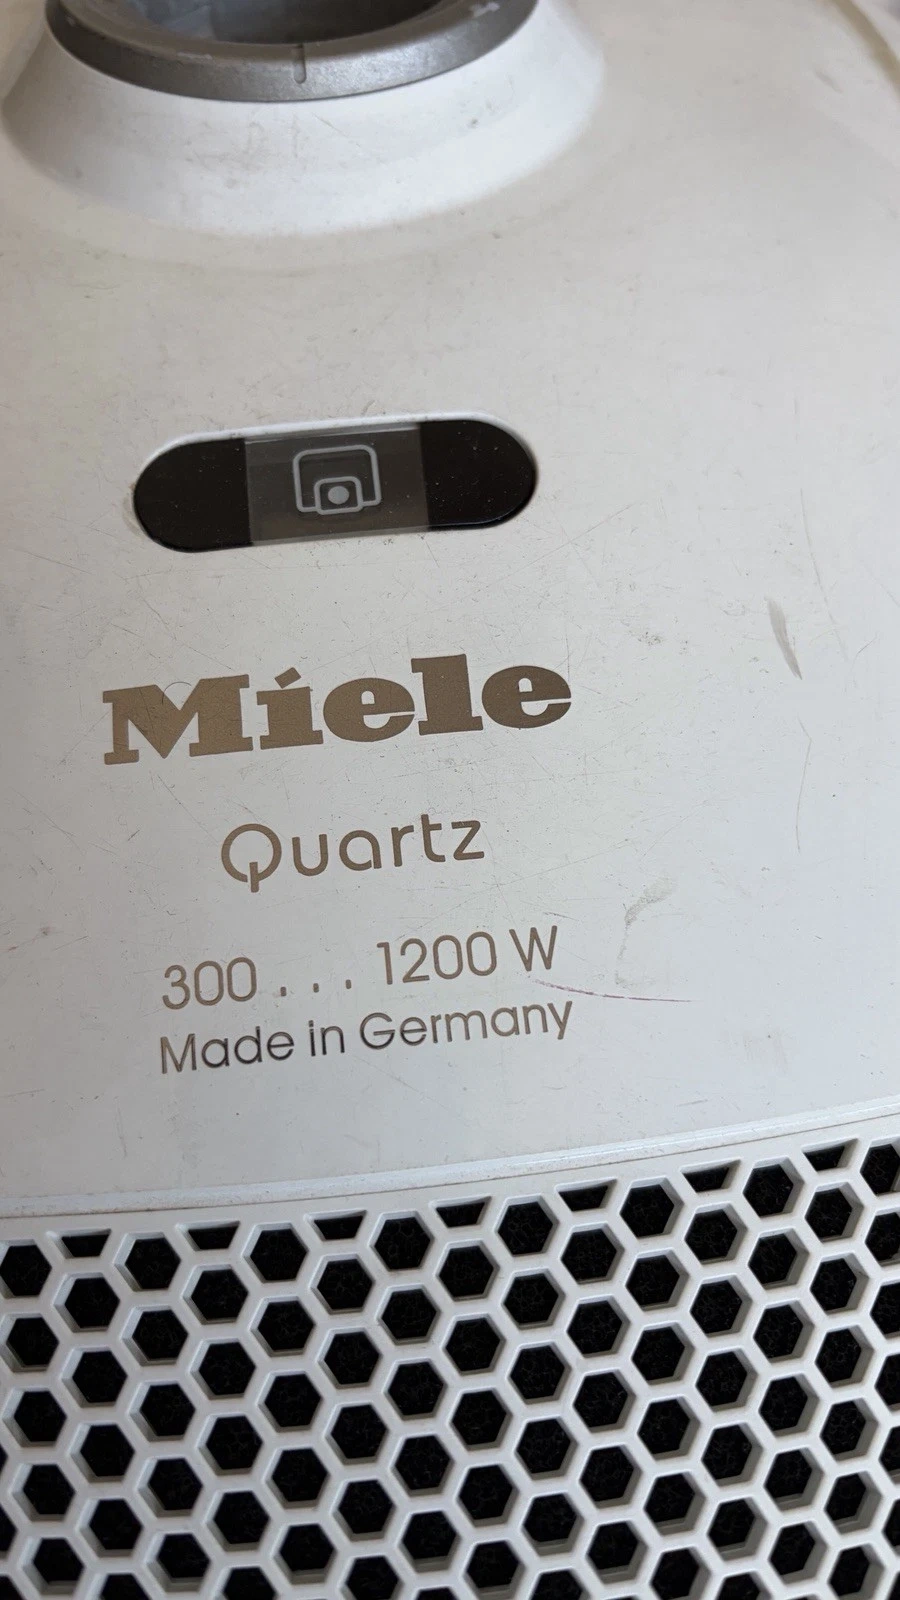 Miele
Quartz
300 . . . 1200 W
Made in Germany